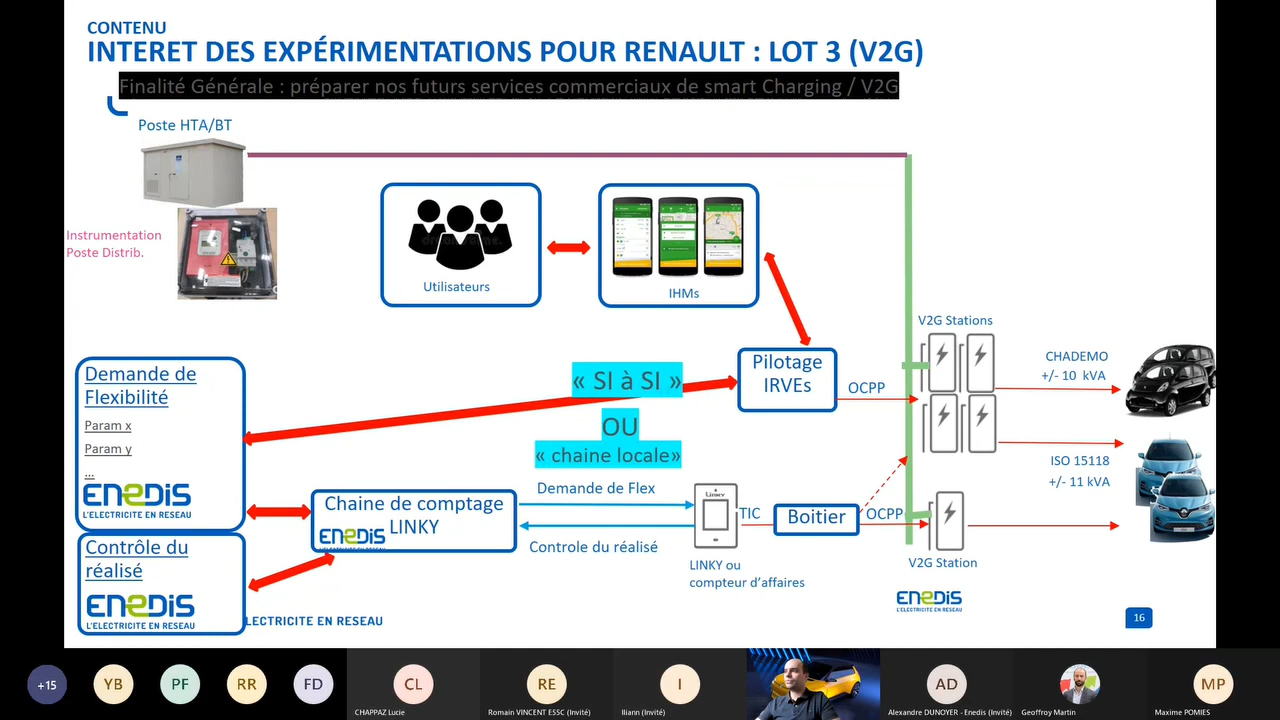 CONTENU
INTERET DES EXPÉRIMENTATIONS POUR RENAULT : LOT 3 (V2G)
Finalité Générale : préparer nos futurs services commerciaux de smart Charging / V2G
Poste HTA/BT
Instrumentation
Poste Distrib.
Utilisateurs
IHMs
V2G Stations
Pilotage
IRVEs
OCPP
CHADEMO
+/- 10 kVA
Demande de
Flexibilité
Param x
Param y
...
ENEDIS
L'ELECTRICITE EN RESEAU
« SI à SI »
OU
« chaine locale»
ISO 15118
+/- 11 kVA
Chaine de comptage
LINKY
ENEDIS
L'ELECTRICITE EN RESEAU
Demande de Flex
Controle du réalisé
Linky
TIC
Boitier
OCPP
LINKY ou
compteur d'affaires
V2G Station
ENEDIS
L'ELECTRICITE EN RESEAU
Contrôle du
réalisé
ENEDIS
L'ELECTRICITE EN RESEAU
LECTRICITE EN RESEAU
16
+15
YB
PF
RR
FD
CL
CHAPPAZ Lucie
RE
Romain VINCENT E5SC (Invité)
I
Iliann (Invité)
AD
Alexandre DUNOYER - Enedis (Invité)
Geoffroy Martin
MP
Maxime POMIES